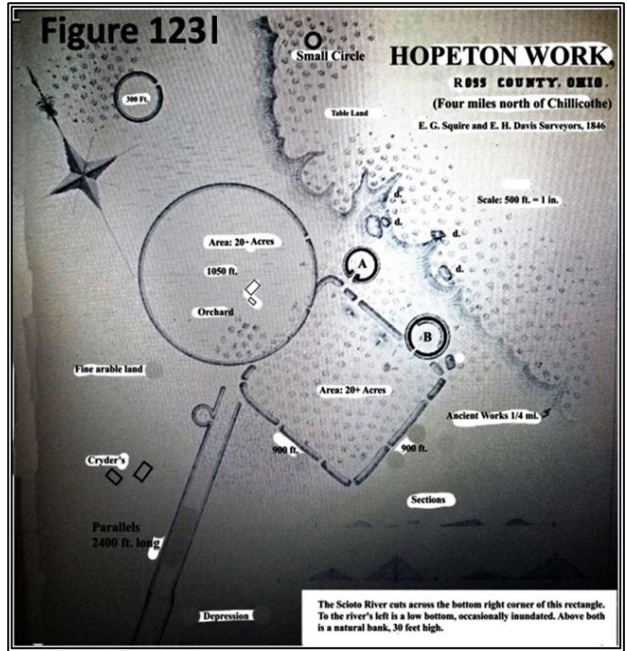 Figure 123l
Small Circle
HOPETON WORK,
ROSS COUNTY. OHIO.
(Four miles north of Chillicothe)
E. G. Squire and E. H. Davis Surveyors, 1846
300 Ft.
Table Land
d.
d.
Scale: 500 ft. = 1 in.
d.
d.
Area: 20- Acres
A
1050 ft.
Orchard
B
Fine arable land
Area: 20+ Acres
Ancient Works 1/4 mi.
900 ft.
900 ft.
Cryder's
Sections
Parallels
2400 ft. long
Depression
The Scioto River cuts across the bottom right corner of this rectangle.
To the river's left is a low bottom, occasionally inundated. Above both
is a natural bank, 30 feet high.